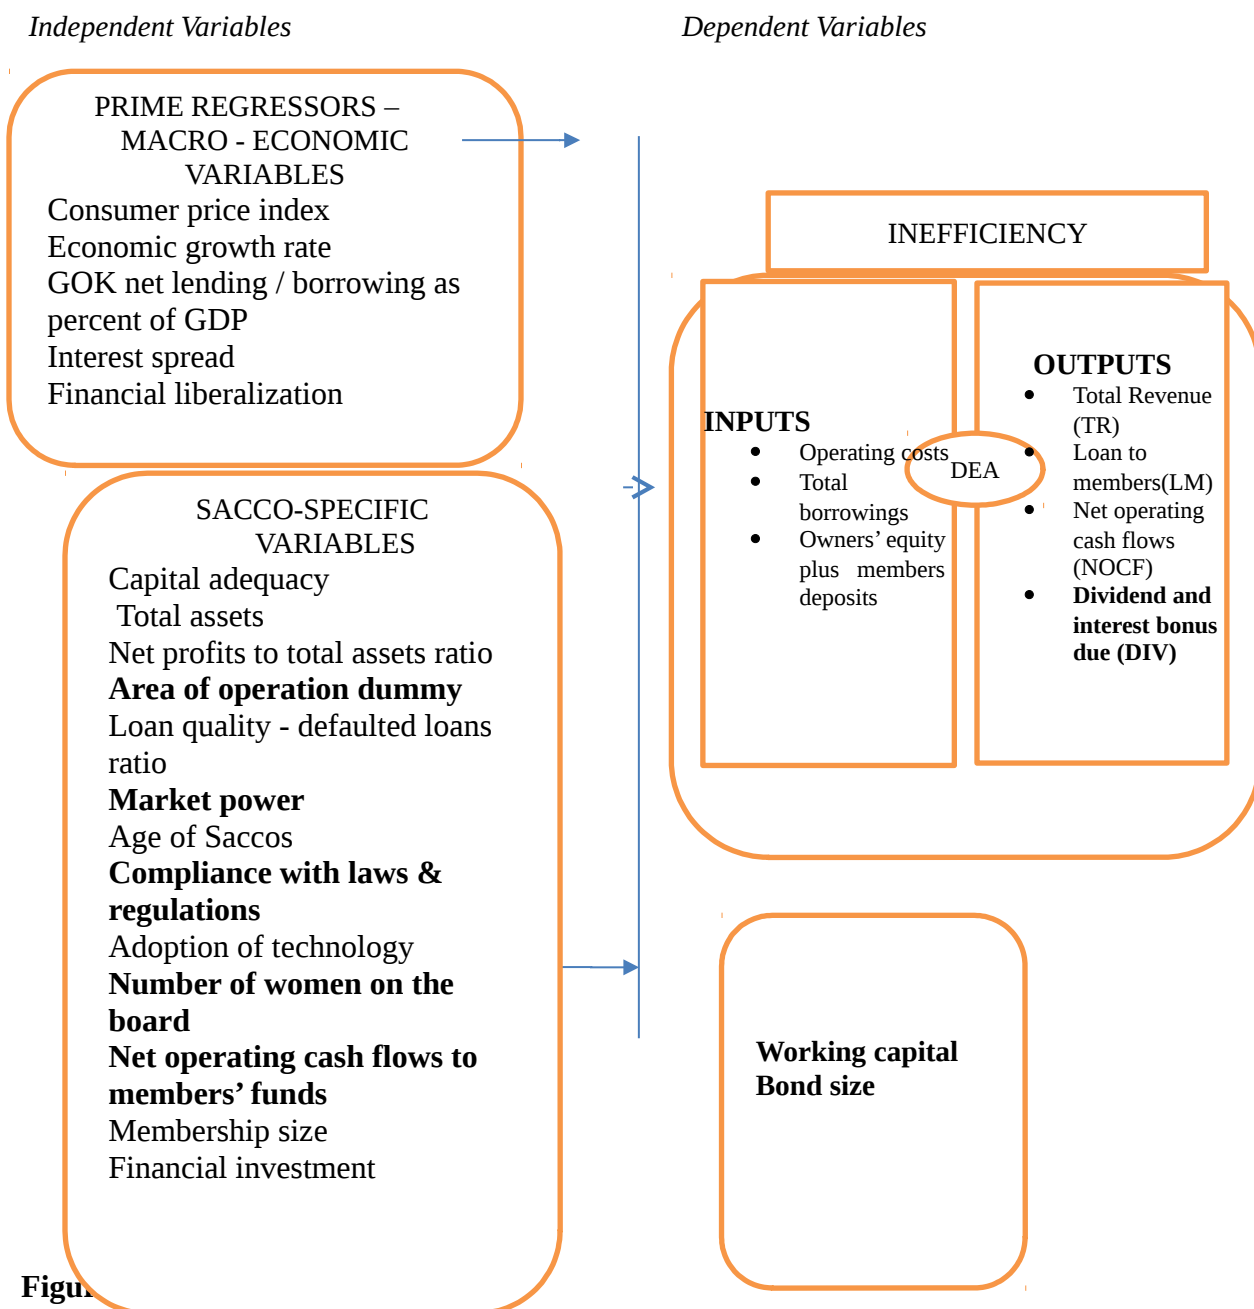 Independent Variables
Dependent Variables
PRIME REGRESSORS –
MACRO - ECONOMIC
VARIABLES
Consumer price index
Economic growth rate
GOK net lending / borrowing as
percent of GDP
Interest spread
Financial liberalization
SACCO-SPECIFIC
VARIABLES
Capital adequacy
Total assets
Net profits to total assets ratio
Area of operation dummy
Loan quality - defaulted loans
ratio
Market power
Age of Saccos
Compliance with laws &
regulations
Adoption of technology
Number of women on the
board
Net operating cash flows to
members’ funds
Membership size
Financial investment
INEFFICIENCY
INPUTS
• Operating costs
• Total
borrowings
• Owners’ equity
plus members
deposits
DEA
OUTPUTS
• Total Revenue
(TR)
• Loan to
members(LM)
• Net operating
cash flows
(NOCF)
• Dividend and
interest bonus
due (DIV)
Working capital
Bond size